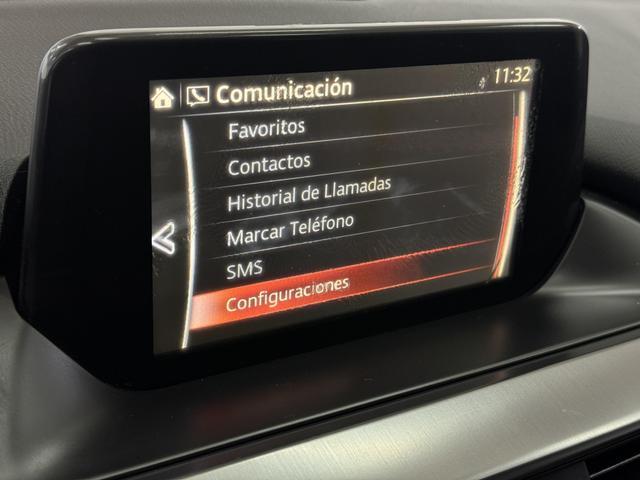 Comunicación
11:32
Favoritos
Contactos
Historial de Llamadas
Marcar Teléfono
SMS
Configuraciones